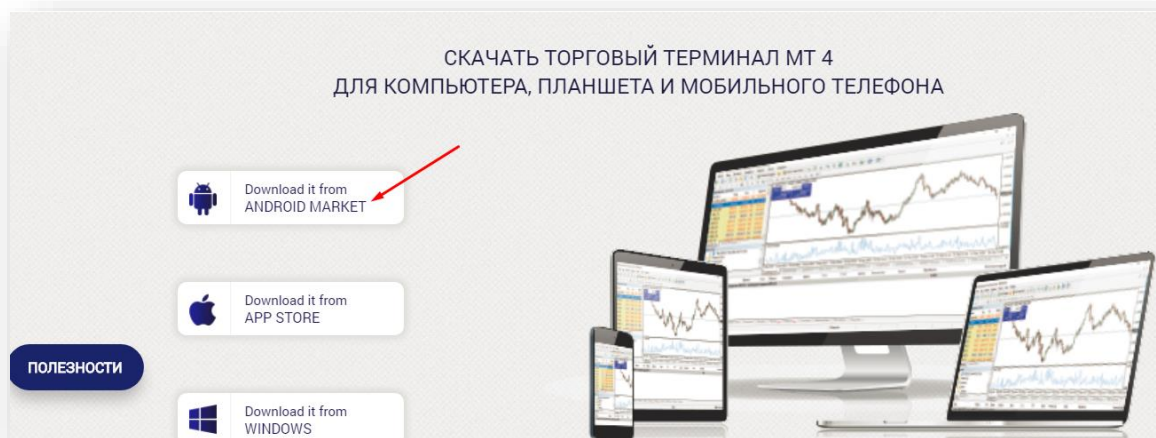 СКАЧАТЬ ТОРГОВЫЙ ТЕРМИНАЛ МТ 4
ДЛЯ КОМПЬЮТЕРА, ПЛАНШЕТА И МОБИЛЬНОГО ТЕЛЕФОНА
Download it from
ANDROID MARKET
Download it from
APP STORE
ПОЛЕЗНОСТИ
Download it from
WINDOWS